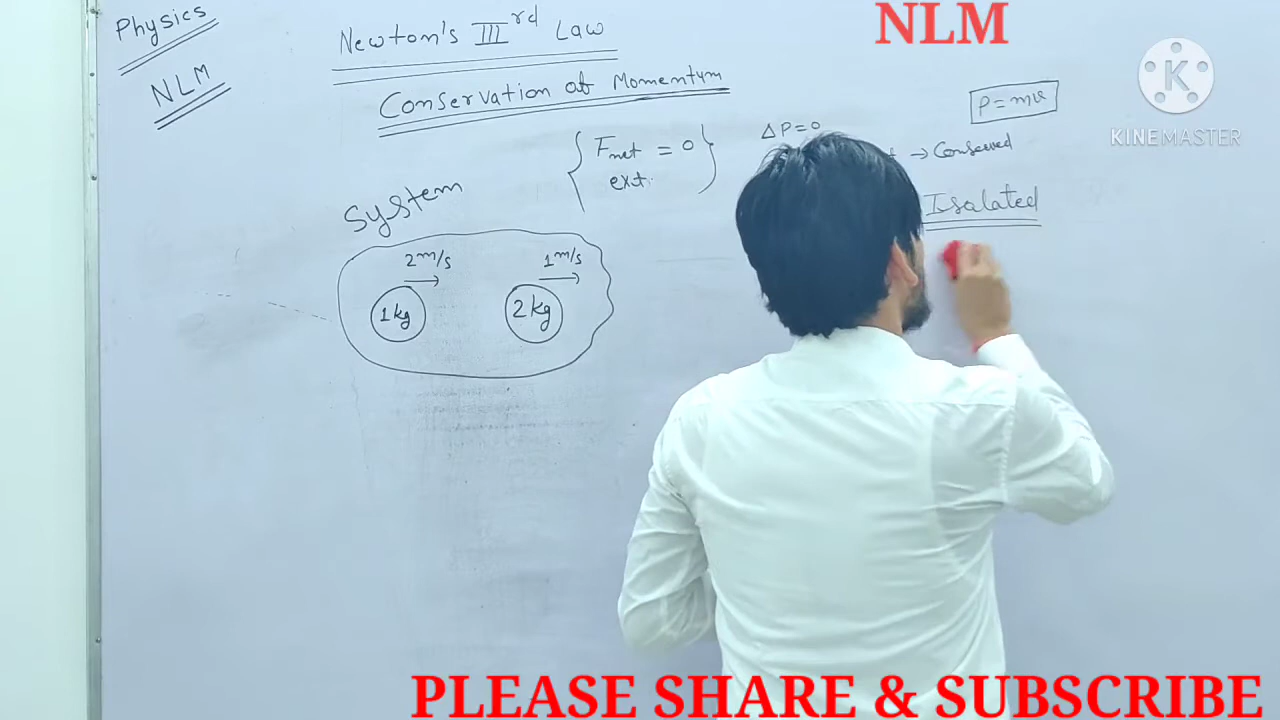 Physics
NLM
Newton's IIIrd Law
Conservation of Momentum
NLM
KINEMASTER
P = mv
Fnet = 0
ext.
ΔP = 0
→ Conserved
Isalated
System
2 m/s
1 m/s
1 kg
2 kg
PLEASE SHARE & SUBSCRIBE